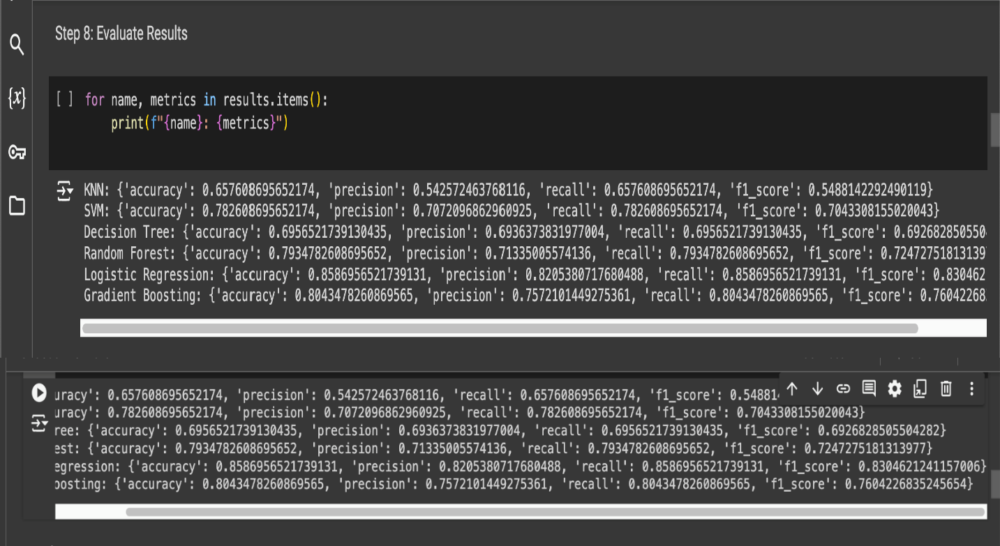 Step 8: Evaluate Results
{x}
[ ] for name, metrics in results.items():
print(f"{name}: {metrics}")
KNN: {'accuracy': 0.657608695652174, 'precision': 0.542572463768116, 'recall': 0.657608695652174, 'f1_score': 0.5488142292490119}
SVM: {'accuracy': 0.782608695652174, 'precision': 0.7072096862960925, 'recall': 0.782608695652174, 'f1_score': 0.7043308155020043}
Decision Tree: {'accuracy': 0.6956521739130435, 'precision': 0.6936373831977004, 'recall': 0.6956521739130435, 'f1_score': 0.6926828505504
Random Forest: {'accuracy': 0.7934782608695652, 'precision': 0.71335005574136, 'recall': 0.7934782608695652, 'f1_score': 0.72472751813139
Logistic Regression: {'accuracy': 0.8586956521739131, 'precision': 0.8205380717680488, 'recall': 0.8586956521739131, 'f1_score': 0.830462
Gradient Boosting: {'accuracy': 0.8043478260869565, 'precision': 0.7572101449275361, 'recall': 0.8043478260869565, 'f1_score': 0.76042268
uracy': 0.657608695652174, 'precision': 0.542572463768116, 'recall': 0.657608695652174, 'f1_score': 0.54881
uracy': 0.782608695652174, 'precision': 0.7072096862960925, 'recall': 0.782608695652174, 'f1_score': 0.7043308155020043}
ree: {'accuracy': 0.6956521739130435, 'precision': 0.6936373831977004, 'recall': 0.6956521739130435, 'f1_score': 0.6926828505504282}
est: {'accuracy': 0.7934782608695652, 'precision': 0.71335005574136, 'recall': 0.7934782608695652, 'f1_score': 0.7247275181313977}
egression: {'accuracy': 0.8586956521739131, 'precision': 0.8205380717680488, 'recall': 0.8586956521739131, 'f1_score': 0.8304621241157006}
oosting: {'accuracy': 0.8043478260869565, 'precision': 0.7572101449275361, 'recall': 0.8043478260869565, 'f1_score': 0.7604226835245654}